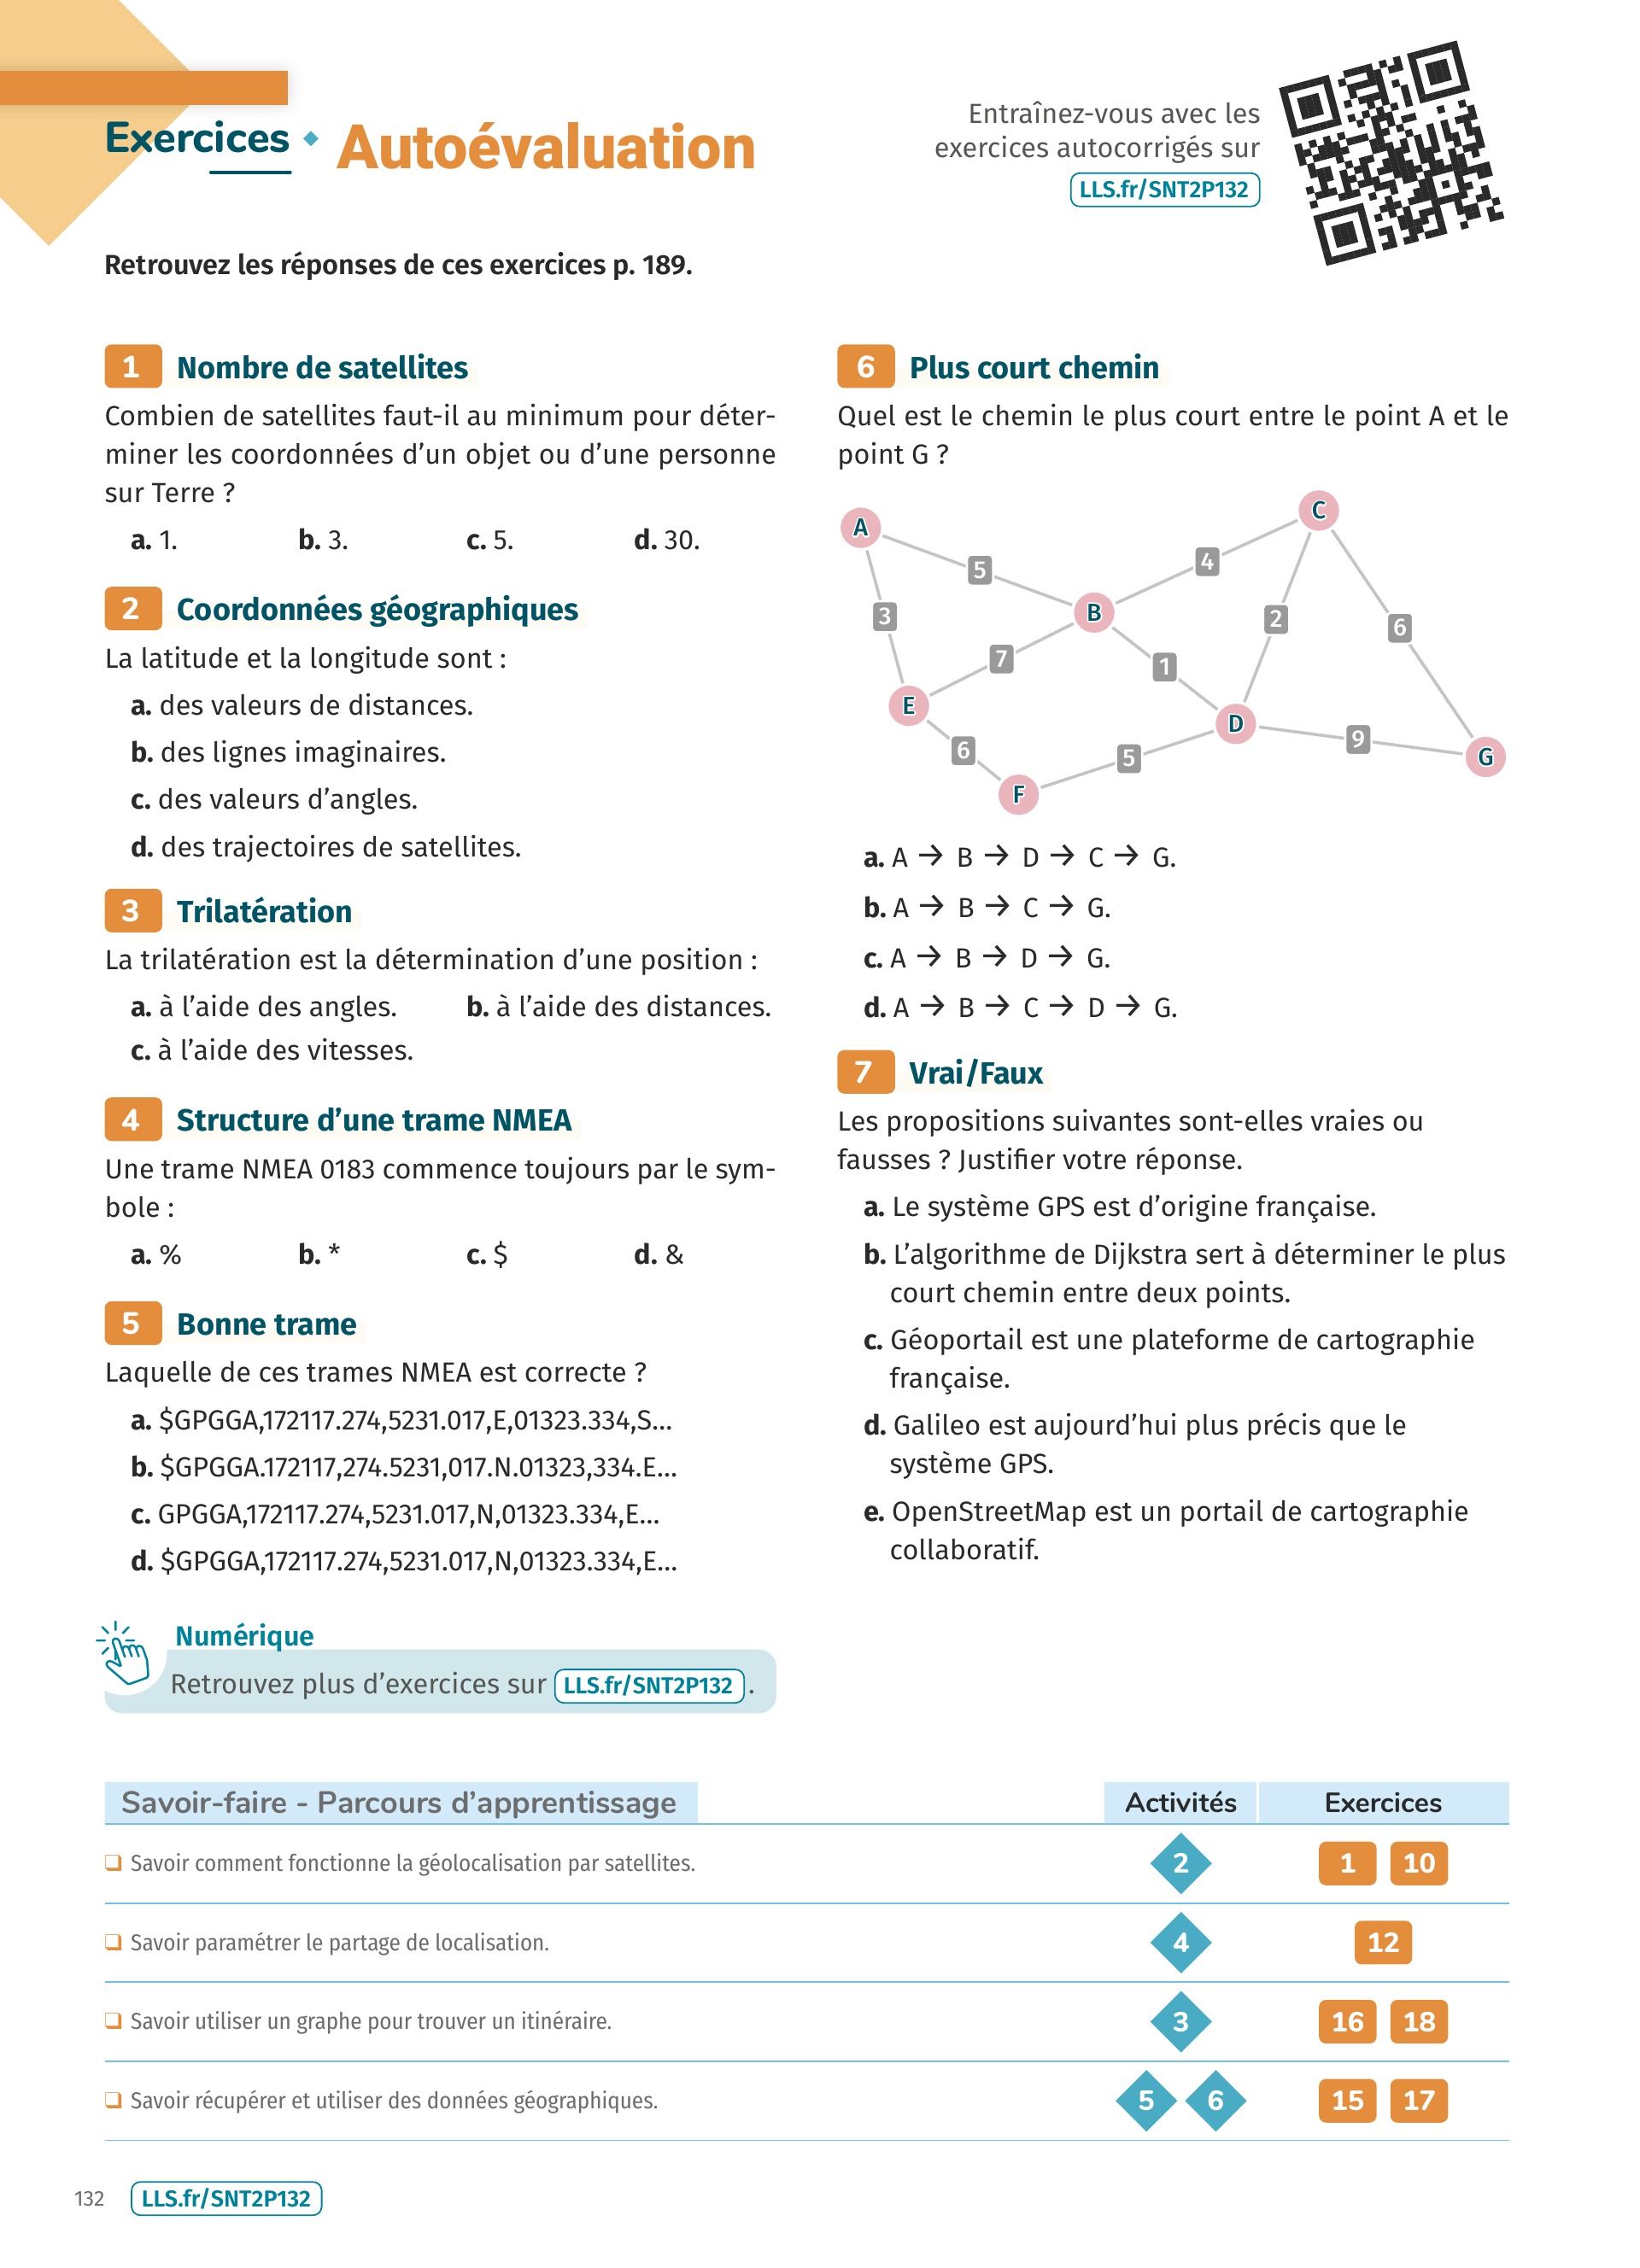 Exercices
Autoévaluation
Entraînez-vous avec les
exercices autocorrigés sur
LLS.fr/SNT2P132
Retrouvez les réponses de ces exercices p. 189.
1 Nombre de satellites
Combien de satellites faut-il au minimum pour déter-
miner les coordonnées d’un objet ou d’une personne
sur Terre ?
a. 1. b. 3. c. 5. d. 30.
2 Coordonnées géographiques
La latitude et la longitude sont :
a. des valeurs de distances.
b. des lignes imaginaires.
c. des valeurs d’angles.
d. des trajectoires de satellites.
3 Trilatération
La trilatération est la détermination d’une position :
a. à l’aide des angles. b. à l’aide des distances.
c. à l’aide des vitesses.
4 Structure d’une trame NMEA
Une trame NMEA 0183 commence toujours par le sym-
bole :
a. % b. * c. $ d. &
5 Bonne trame
Laquelle de ces trames NMEA est correcte ?
a. $GPGGA,172117.274,5231.017,E,01323.334,S...
b. $GPGGA.172117,274.5231,017.N.01323,334.E...
c. GPGGA,172117.274,5231.017,N,01323.334,E...
d. $GPGGA,172117.274,5231.017,N,01323.334,E...
Numérique
Retrouvez plus d’exercices sur LLS.fr/SNT2P132 .
6 Plus court chemin
Quel est le chemin le plus court entre le point A et le
point G ?
C
A
4
5
B
3
2
6
7
1
E
D
9
6
5
G
F
a. A → B → D → C → G.
b. A → B → C → G.
c. A → B → D → G.
d. A → B → C → D → G.
7 Vrai/Faux
Les propositions suivantes sont-elles vraies ou
fausses ? Justifier votre réponse.
a. Le système GPS est d’origine française.
b. L’algorithme de Dijkstra sert à déterminer le plus
court chemin entre deux points.
c. Géoportail est une plateforme de cartographie
française.
d. Galileo est aujourd’hui plus précis que le
système GPS.
e. OpenStreetMap est un portail de cartographie
collaboratif.
Savoir-faire - Parcours d’apprentissage Activités Exercices
Savoir comment fonctionne la géolocalisation par satellites. 2 1 10
Savoir paramétrer le partage de localisation. 4 12
Savoir utiliser un graphe pour trouver un itinéraire. 3 16 18
Savoir récupérer et utiliser des données géographiques. 5 6 15 17
132 LLS.fr/SNT2P132